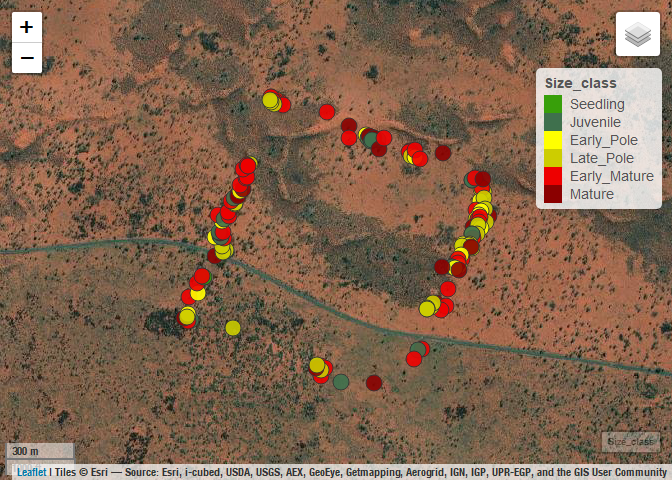 +
−
Size_class
Seedling
Juvenile
Early_Pole
Late_Pole
Early_Mature
Mature
Size_class
300 m
Leaflet | Tiles © Esri — Source: Esri, i-cubed, USDA, USGS, AEX, GeoEye, Getmapping, Aerogrid, IGN, IGP, UPR-EGP, and the GIS User Community